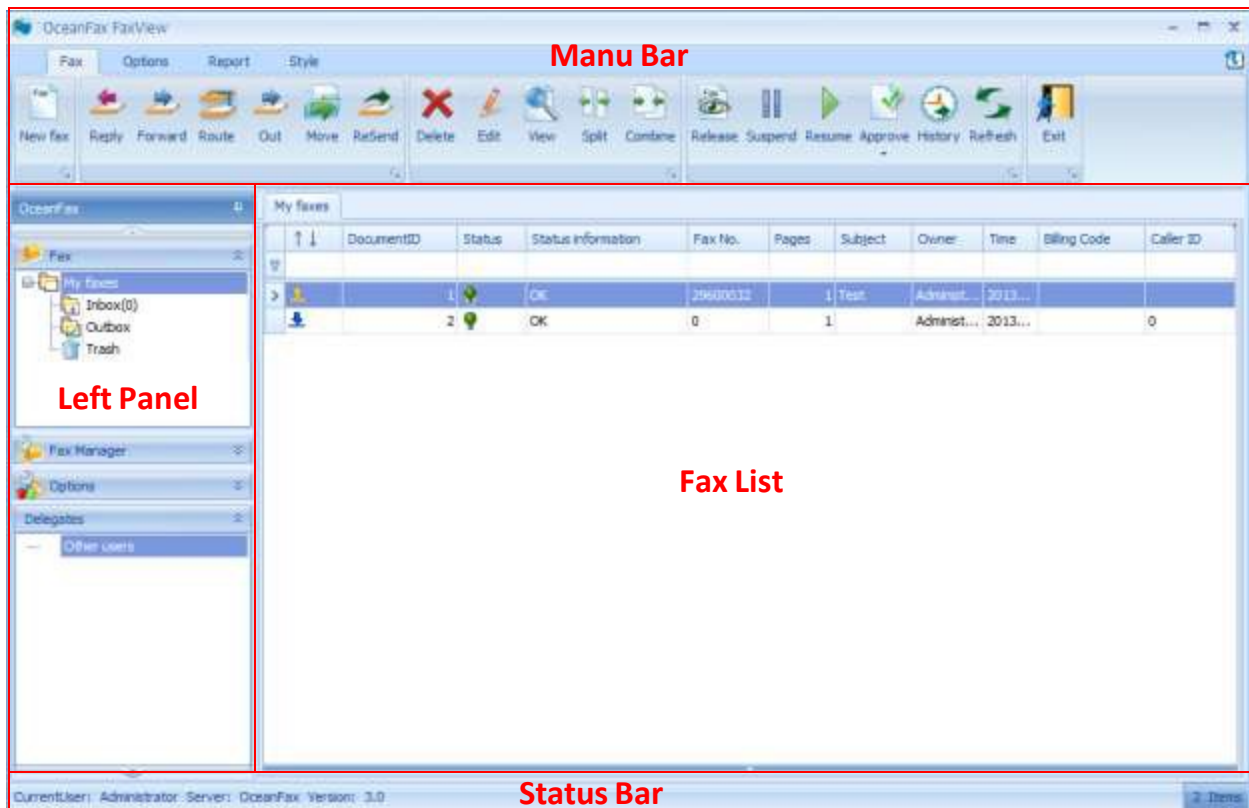 OceanFax FaxView
Manu Bar
Fax Options Report Style
New fax Reply Forward Route Out Move ReSend Delete Edit View Split Combine Release Suspend Resume Approve History Refresh Exit
OceanFax
My faxes
DocumentID Status Status information Fax No. Pages Subject Owner Time Billing Code Caller ID
Fax
My faxes
Inbox(0)
Outbox
Trash
1 OK 29600032 1 Test Administ... 2013...
2 OK 0 1 Administ... 2013... 0
Left Panel
Fax Manager
Options
Delegates
Other users
Fax List
CurrentUser: Administrator Server: OceanFax Version: 3.0
Status Bar
2 Items